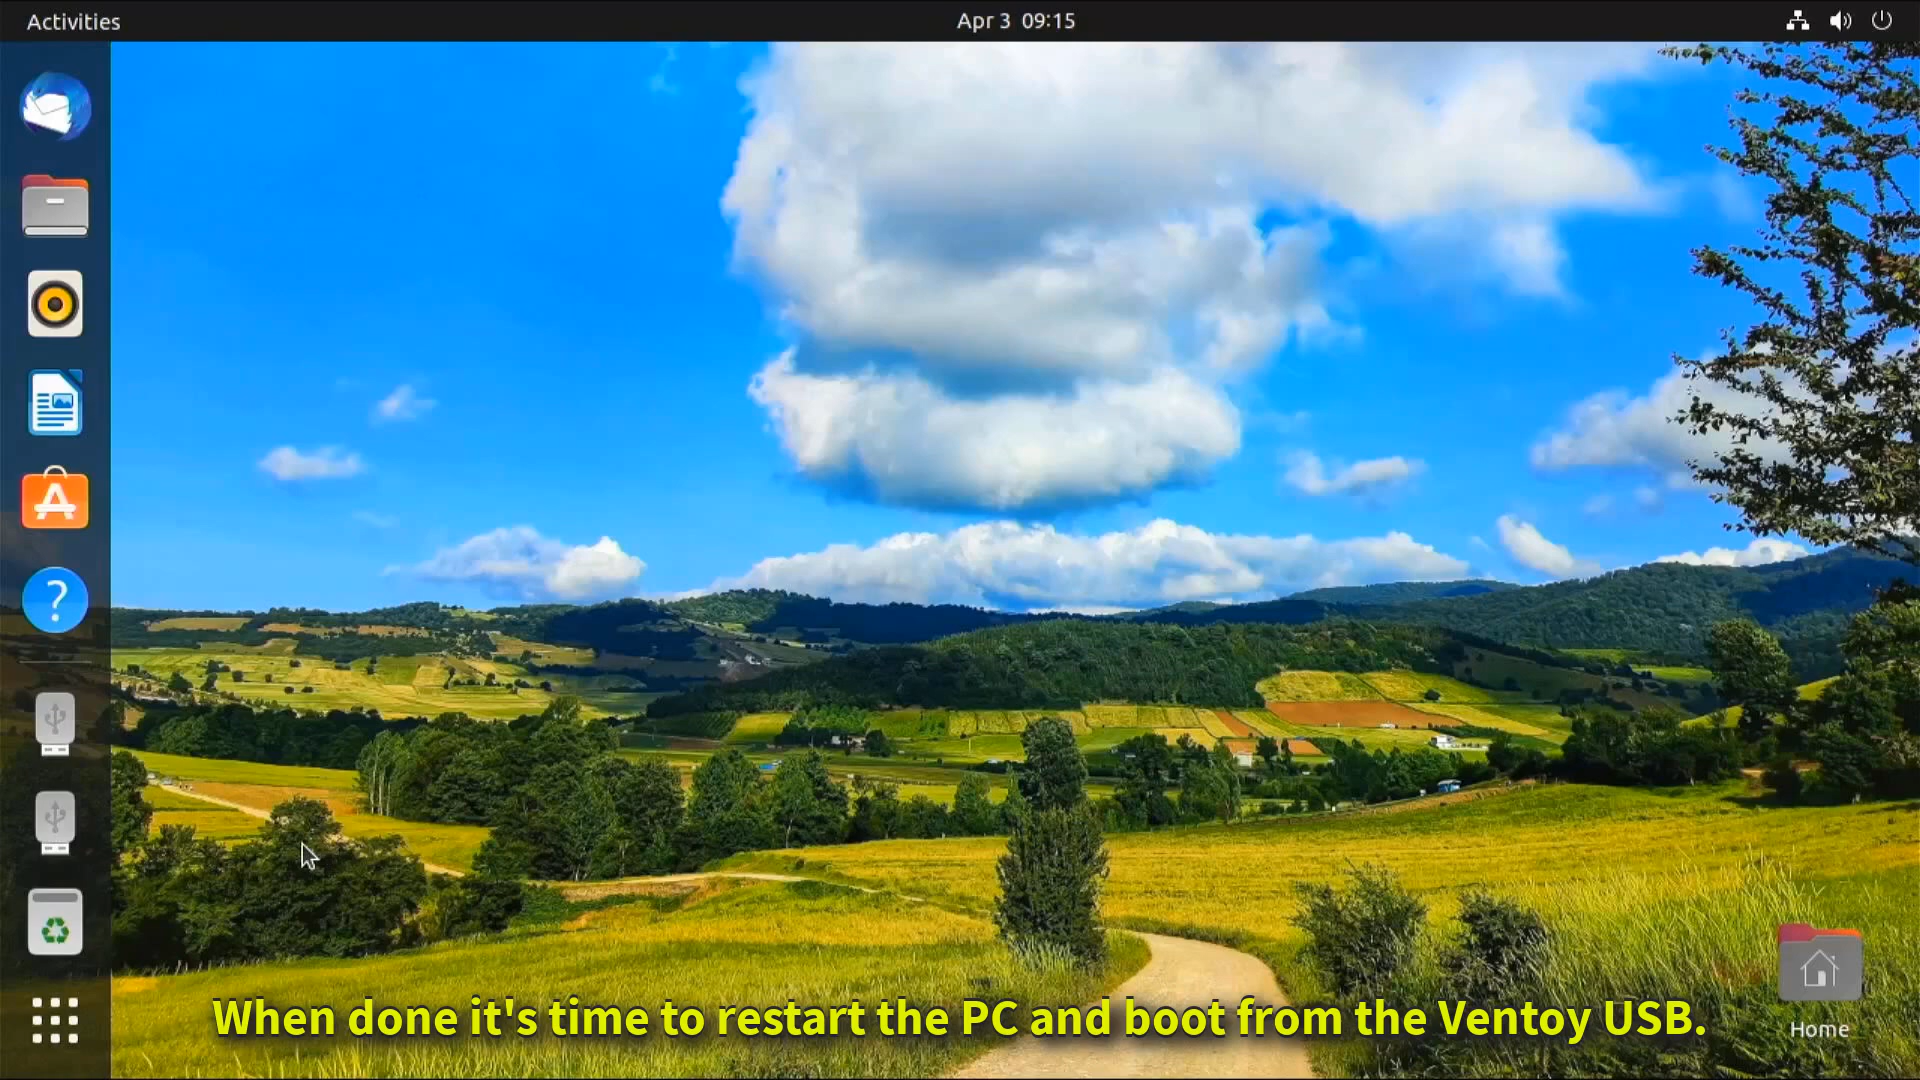 Activities
Apr 3 09:15
When done it's time to restart the PC and boot from the Ventoy USB.
Home